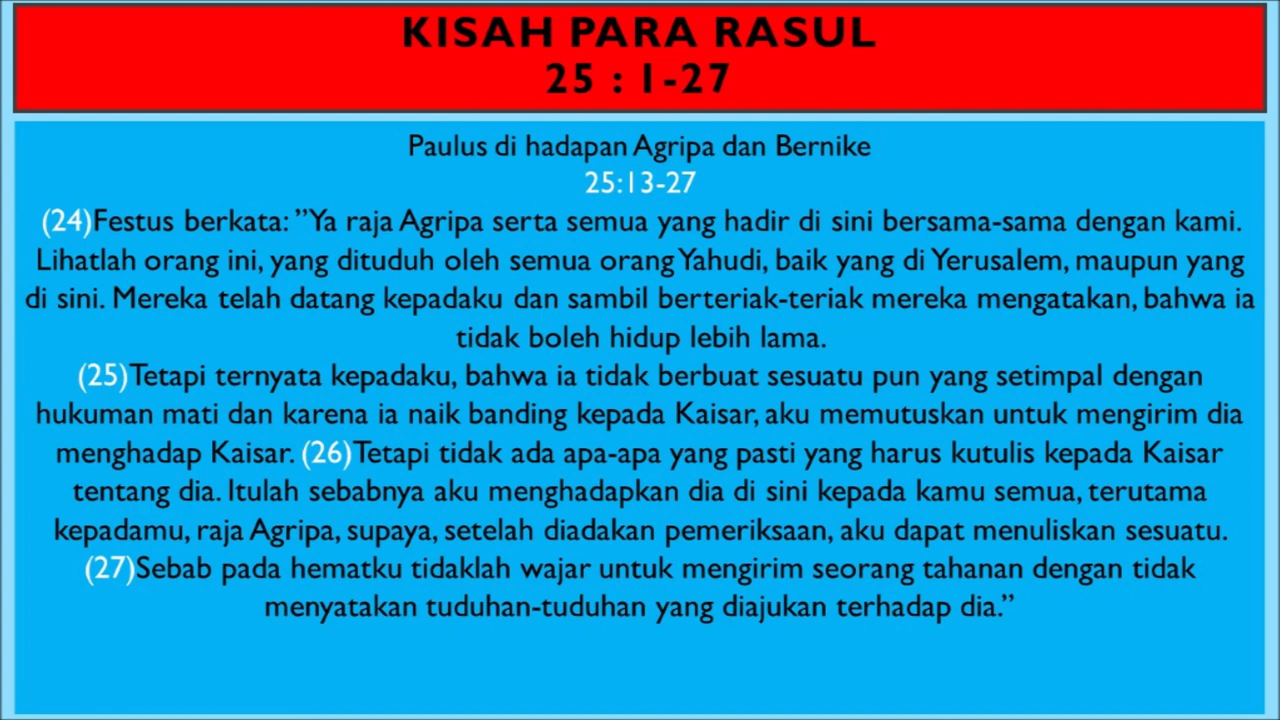 KISAH PARA RASUL
25 : 1-27
Paulus di hadapan Agripa dan Bernike
25:13-27
(24)Festus berkata: ”Ya raja Agripa serta semua yang hadir di sini bersama-sama dengan kami.
Lihatlah orang ini, yang dituduh oleh semua orang Yahudi, baik yang di Yerusalem, maupun yang
di sini. Mereka telah datang kepadaku dan sambil berteriak-teriak mereka mengatakan, bahwa ia
tidak boleh hidup lebih lama.
(25)Tetapi ternyata kepadaku, bahwa ia tidak berbuat sesuatu pun yang setimpal dengan
hukuman mati dan karena ia naik banding kepada Kaisar, aku memutuskan untuk mengirim dia
menghadap Kaisar. (26)Tetapi tidak ada apa-apa yang pasti yang harus kutulis kepada Kaisar
tentang dia. Itulah sebabnya aku menghadapkan dia di sini kepada kamu semua, terutama
kepadamu, raja Agripa, supaya, setelah diadakan pemeriksaan, aku dapat menuliskan sesuatu.
(27)Sebab pada hematku tidaklah wajar untuk mengirim seorang tahanan dengan tidak
menyatakan tuduhan-tuduhan yang diajukan terhadap dia.”